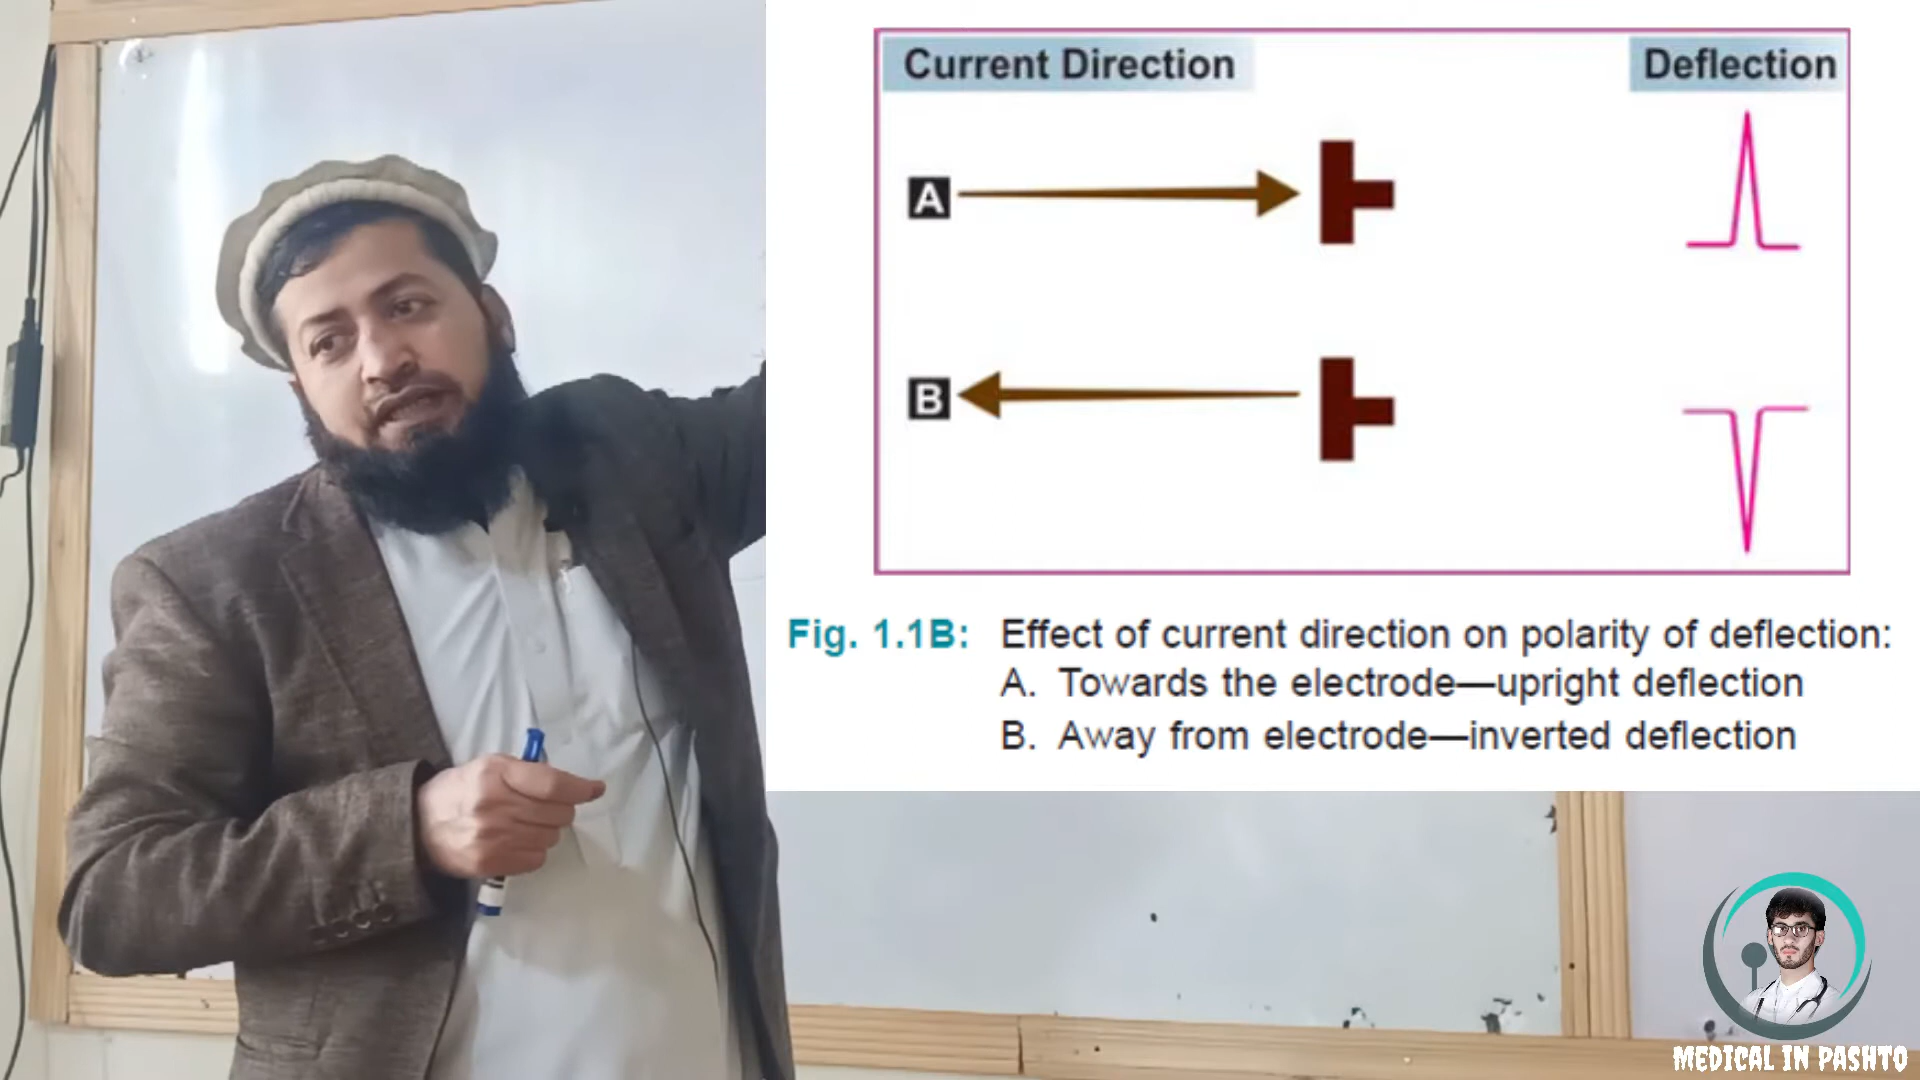 Current Direction
Deflection
A
B
Fig. 1.1B: Effect of current direction on polarity of deflection:
A. Towards the electrode—upright deflection
B. Away from electrode—inverted deflection
MEDICAL IN PASHTO